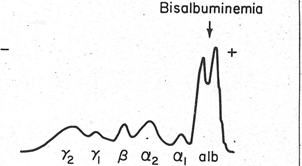 Bisalbuminemia
− +
γ₂ γ₁ β α₂ α₁ alb